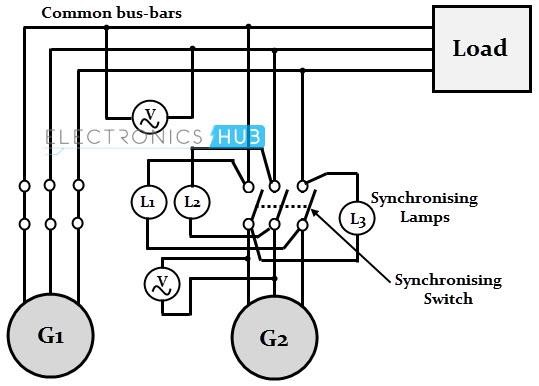 Common bus-bars
Load
V
ELECTRONICS HUB
L1
L2
L3
Synchronising
Lamps
V
Synchronising
Switch
G1
G2